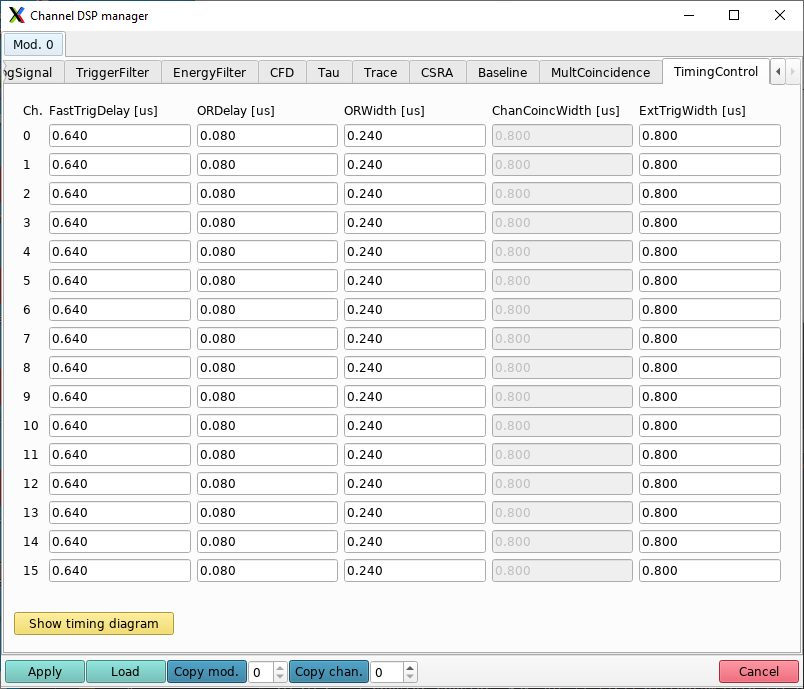 Channel DSP manager
Mod. 0
gSignal TriggerFilter EnergyFilter CFD Tau Trace CSRA Baseline MultCoincidence TimingControl
Ch. FastTrigDelay [us] ORDelay [us] ORWidth [us] ChanCoincWidth [us] ExtTrigWidth [us]
0 0.640 0.080 0.240 0.800 0.800
1 0.640 0.080 0.240 0.800 0.800
2 0.640 0.080 0.240 0.800 0.800
3 0.640 0.080 0.240 0.800 0.800
4 0.640 0.080 0.240 0.800 0.800
5 0.640 0.080 0.240 0.800 0.800
6 0.640 0.080 0.240 0.800 0.800
7 0.640 0.080 0.240 0.800 0.800
8 0.640 0.080 0.240 0.800 0.800
9 0.640 0.080 0.240 0.800 0.800
10 0.640 0.080 0.240 0.800 0.800
11 0.640 0.080 0.240 0.800 0.800
12 0.640 0.080 0.240 0.800 0.800
13 0.640 0.080 0.240 0.800 0.800
14 0.640 0.080 0.240 0.800 0.800
15 0.640 0.080 0.240 0.800 0.800
Show timing diagram
Apply Load Copy mod. 0 Copy chan. 0 Cancel